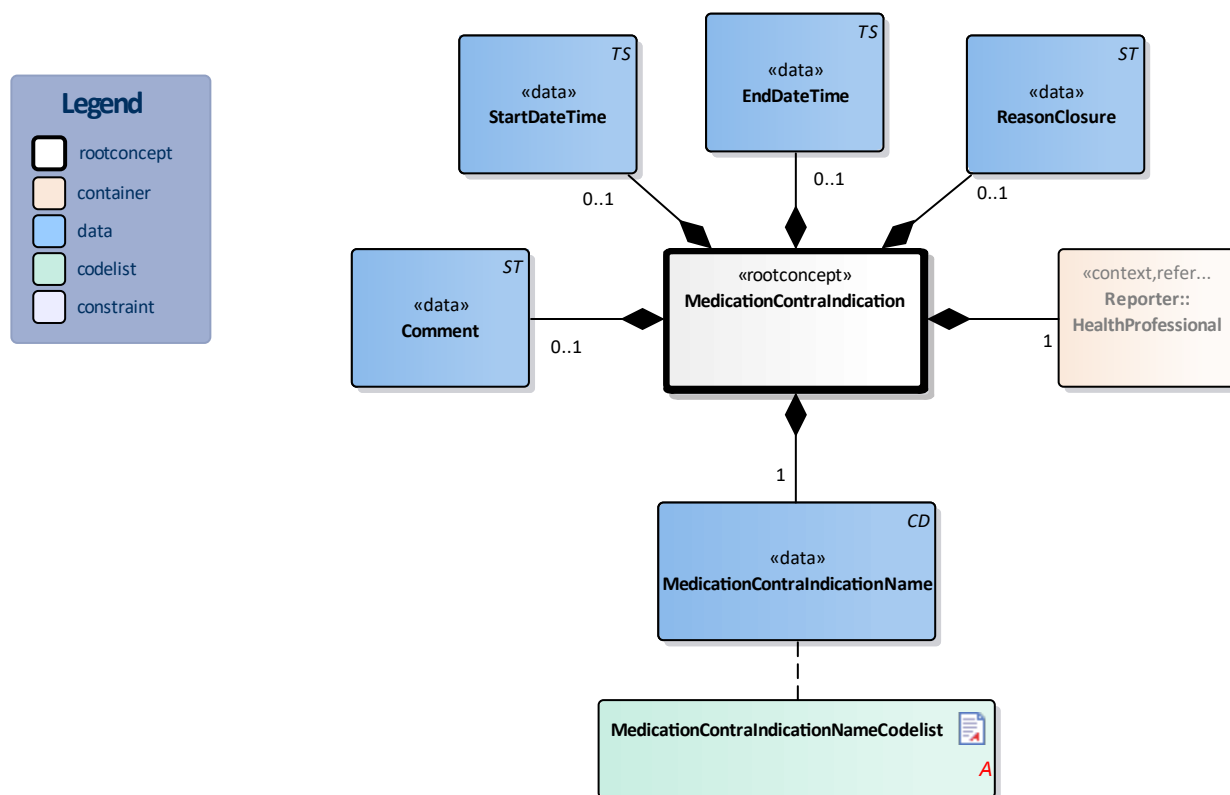 Legend
rootconcept
container
data
codelist
constraint
TS
«data»
StartDateTime
0..1
TS
«data»
EndDateTime
0..1
ST
«data»
ReasonClosure
0..1
ST
«data»
Comment
0..1
«rootconcept»
MedicationContraIndication
«context,refer...
Reporter::
HealthProfessional
1
1
CD
«data»
MedicationContraIndicationName
MedicationContraIndicationNameCodelist
A